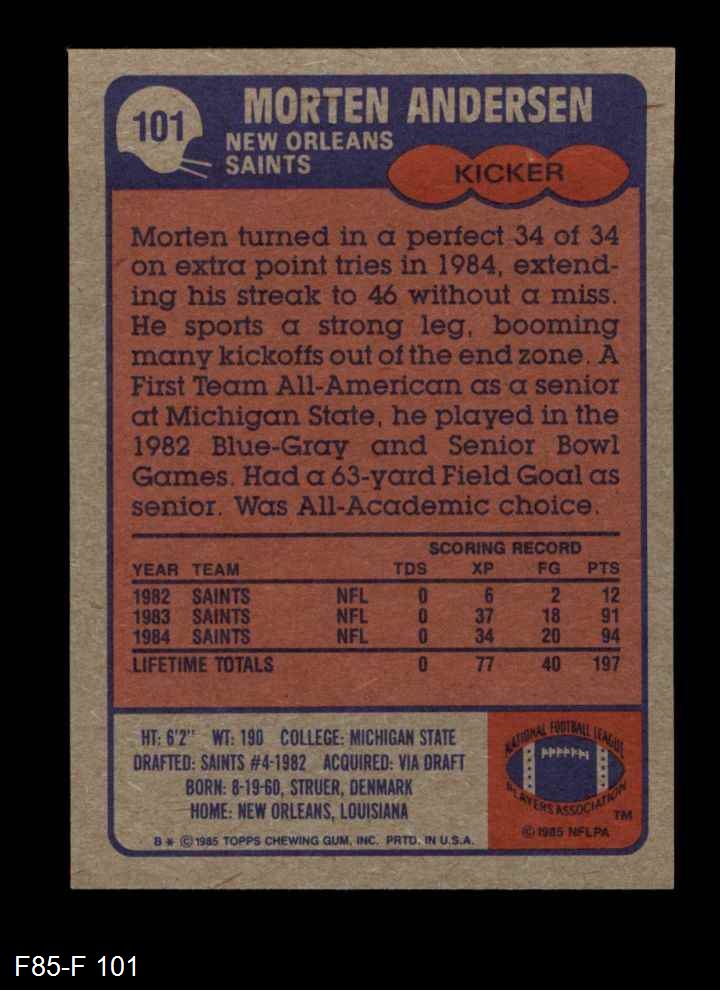 101
MORTEN ANDERSEN
NEW ORLEANS
SAINTS
KICKER
Morten turned in a perfect 34 of 34
on extra point tries in 1984, extend-
ing his streak to 46 without a miss.
He sports a strong leg, booming
many kickoffs out of the end zone. A
First Team All-American as a senior
at Michigan State, he played in the
1982 Blue-Gray and Senior Bowl
Games. Had a 63-yard Field Goal as
senior. Was All-Academic choice.
SCORING RECORD
YEAR TEAM TDS XP FG PTS
1982 SAINTS NFL 0 6 2 12
1983 SAINTS NFL 0 37 18 91
1984 SAINTS NFL 0 34 20 94
LIFETIME TOTALS 0 77 40 197
HT: 6'2" WT: 190 COLLEGE: MICHIGAN STATE
DRAFTED: SAINTS #4-1982 ACQUIRED: VIA DRAFT
BORN: 8-19-60, STRUER, DENMARK
HOME: NEW ORLEANS, LOUISIANA
B * © 1985 TOPPS CHEWING GUM, INC. PRTD. IN U.S.A.
NATIONAL FOOTBALL LEAGUE
PLAYERS ASSOCIATION
TM
© 1985 NFLPA
F85-F 101